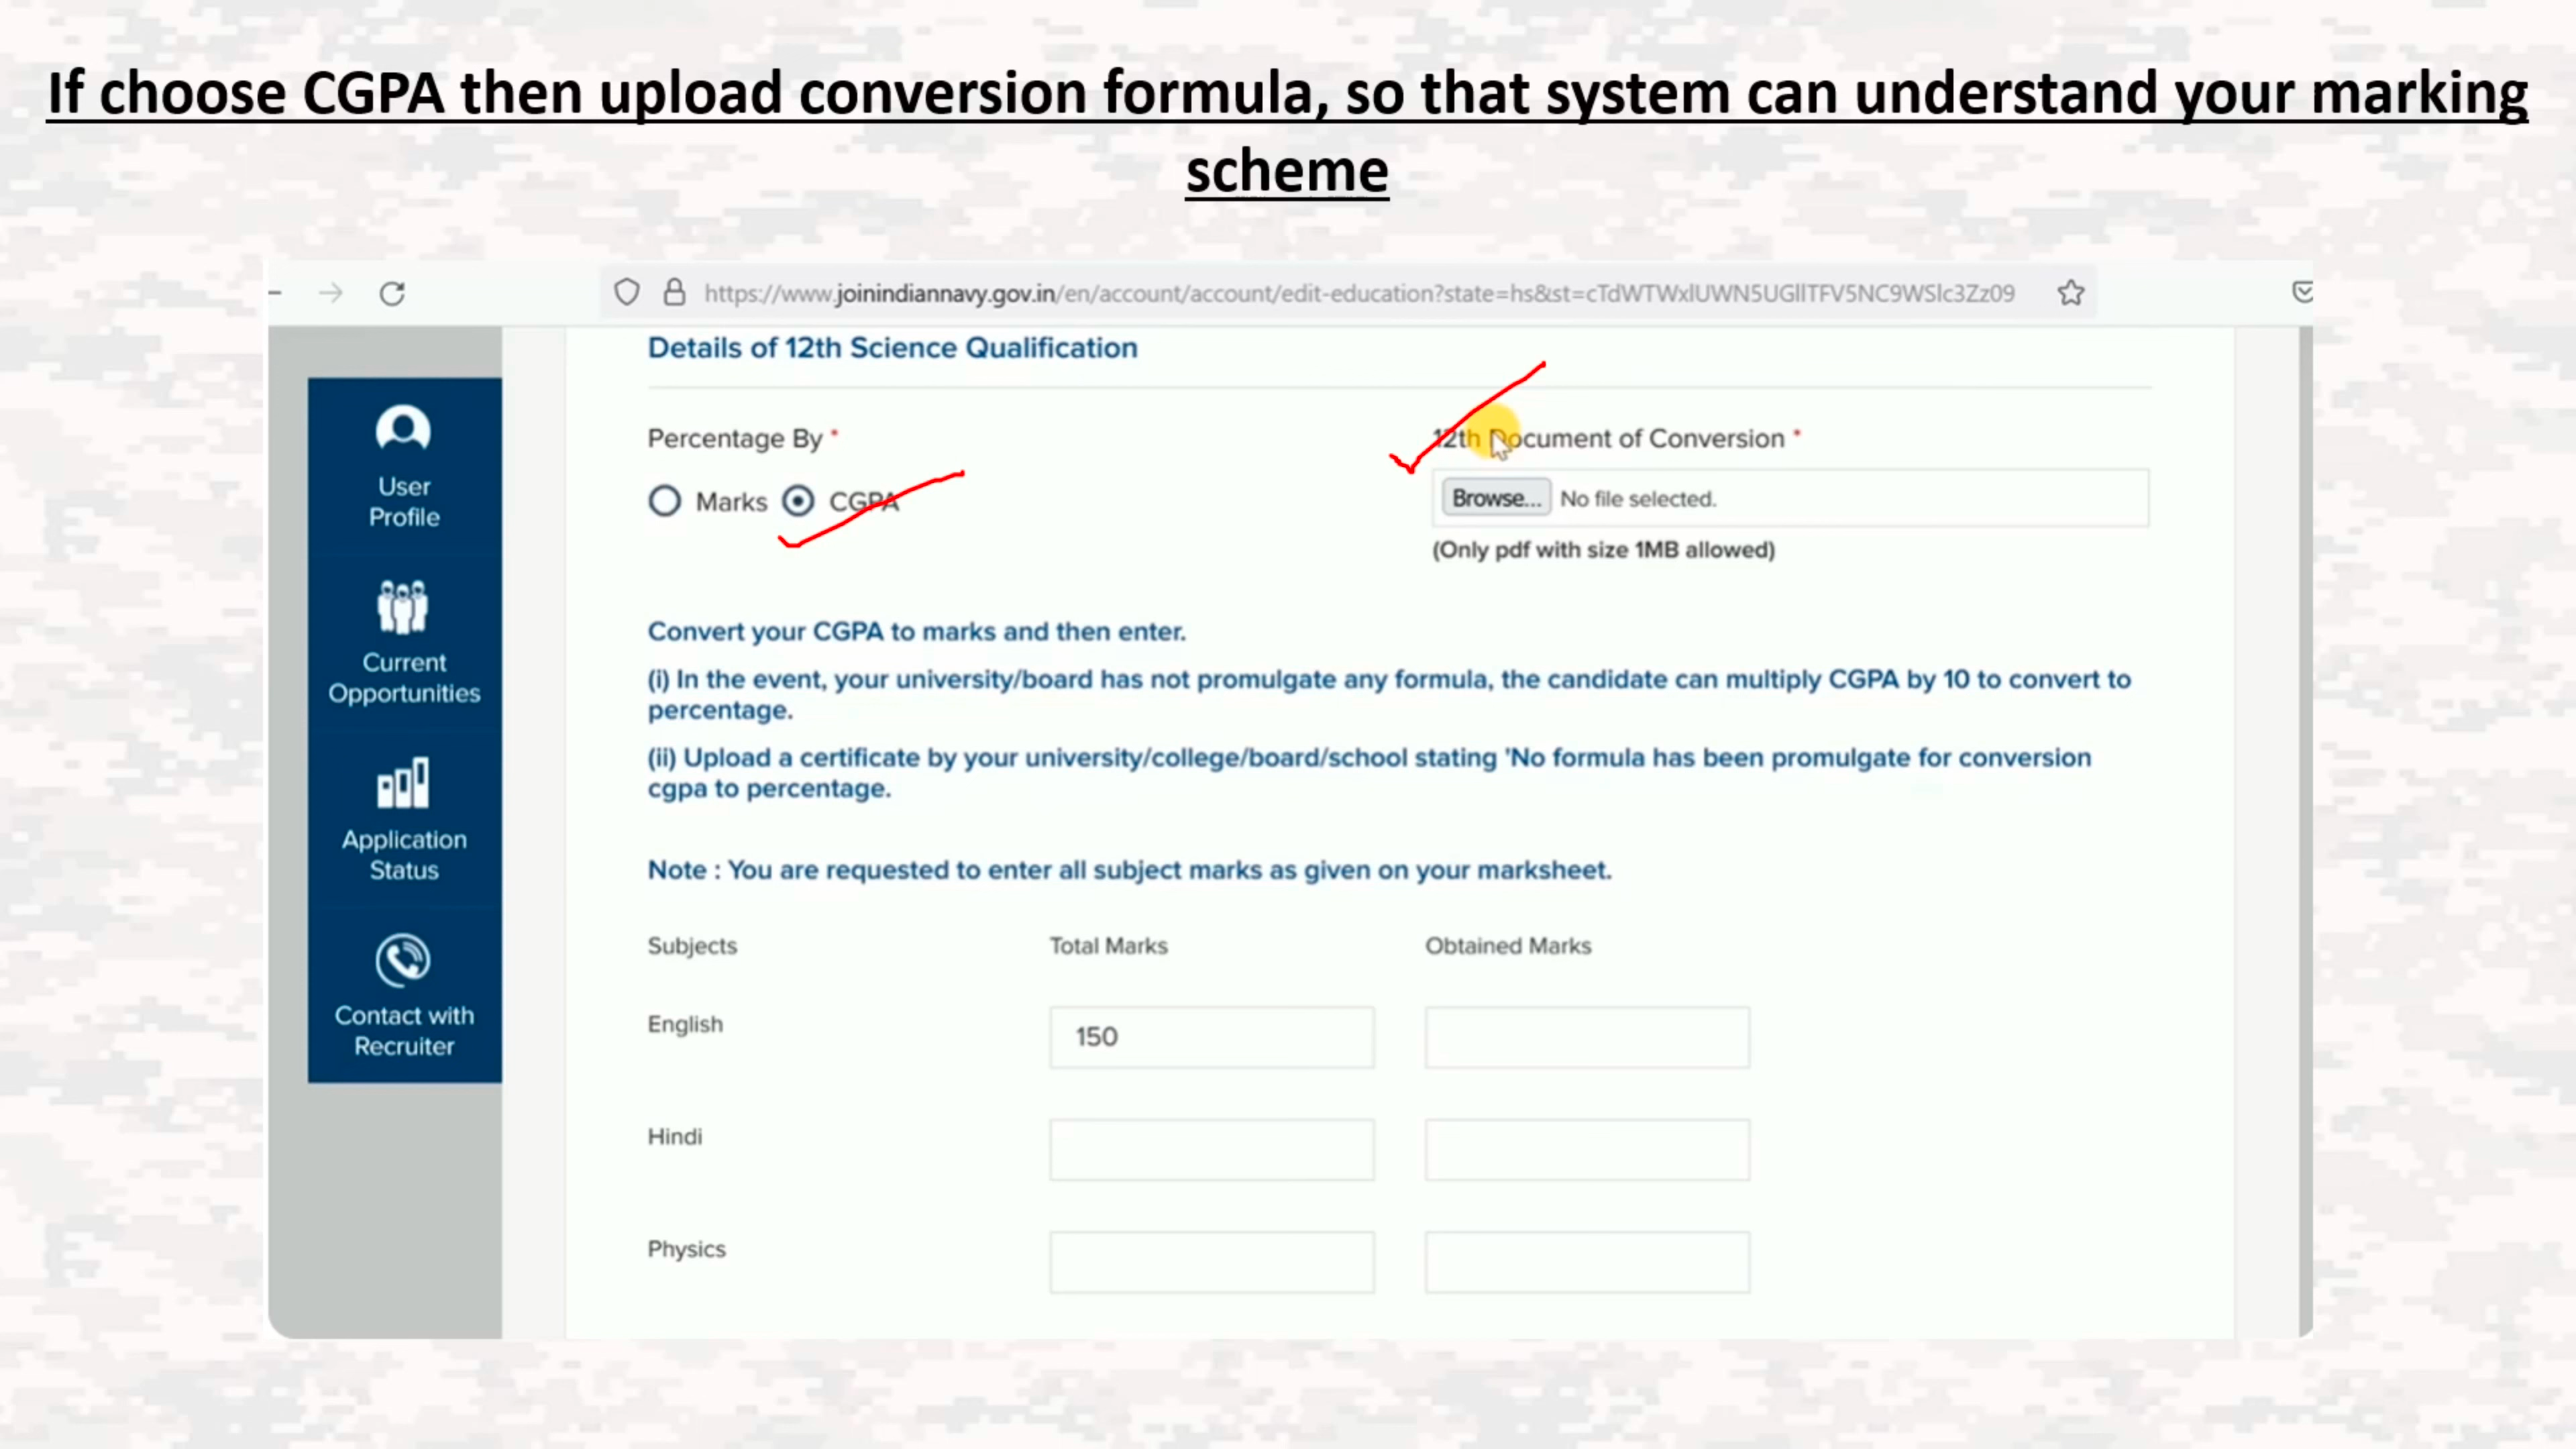 If choose CGPA then upload conversion formula, so that system can understand your marking
scheme
https://www.joinindiannavy.gov.in/en/account/account/edit-education?state=hs&st=cTdWTWxlUWN5UGllTFV5NC9WSlc3Zz09
Details of 12th Science Qualification
Percentage By *
12th Document of Conversion *
Marks CGPA
Browse... No file selected.
(Only pdf with size 1MB allowed)
User
Profile
Current
Opportunities
Application
Status
Contact with
Recruiter
Convert your CGPA to marks and then enter.
(i) In the event, your university/board has not promulgate any formula, the candidate can multiply CGPA by 10 to convert to
percentage.
(ii) Upload a certificate by your university/college/board/school stating 'No formula has been promulgate for conversion
cgpa to percentage.
Note : You are requested to enter all subject marks as given on your marksheet.
Subjects Total Marks Obtained Marks
English 150
Hindi
Physics